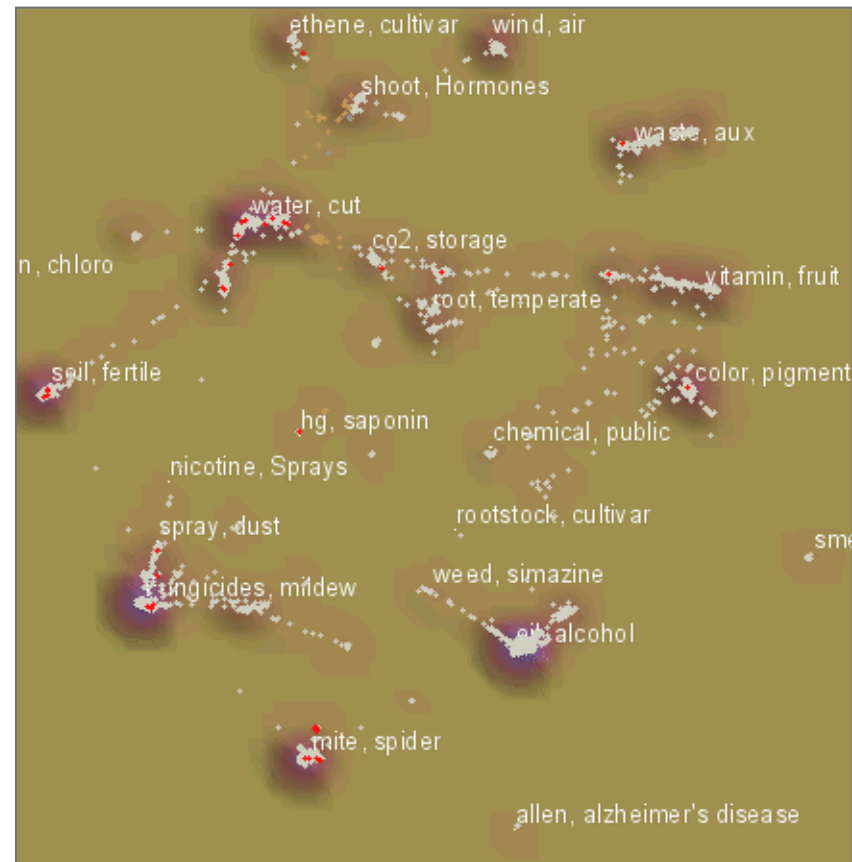 ethene, cultivar
wind, air
shoot, Hormones
waste, aux
water, cut
co2, storage
n, chloro
vitamin, fruit
root, temperate
soil, fertile
color, pigment
hg, saponin
chemical, public
nicotine, Sprays
rootstock, cultivar
spray, dust
sme
weed, simazine
Fungicides, mildew
oil, alcohol
mite, spider
allen, alzheimer's disease